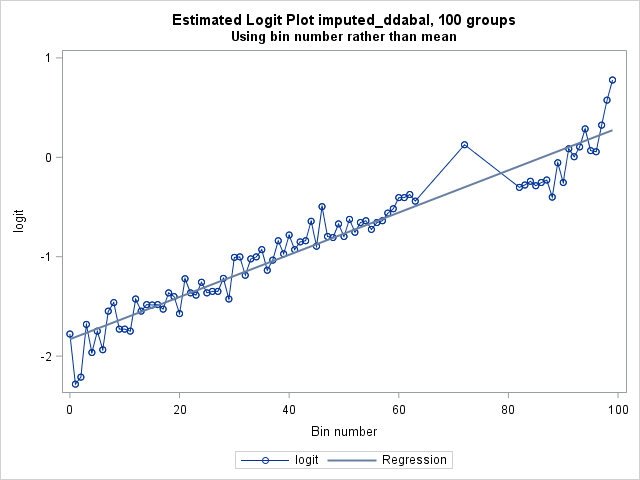 Estimated Logit Plot imputed_ddabal, 100 groups
Using bin number rather than mean
1
0
-1
-2
logit
0 20 40 60 80 100
Bin number
logit Regression